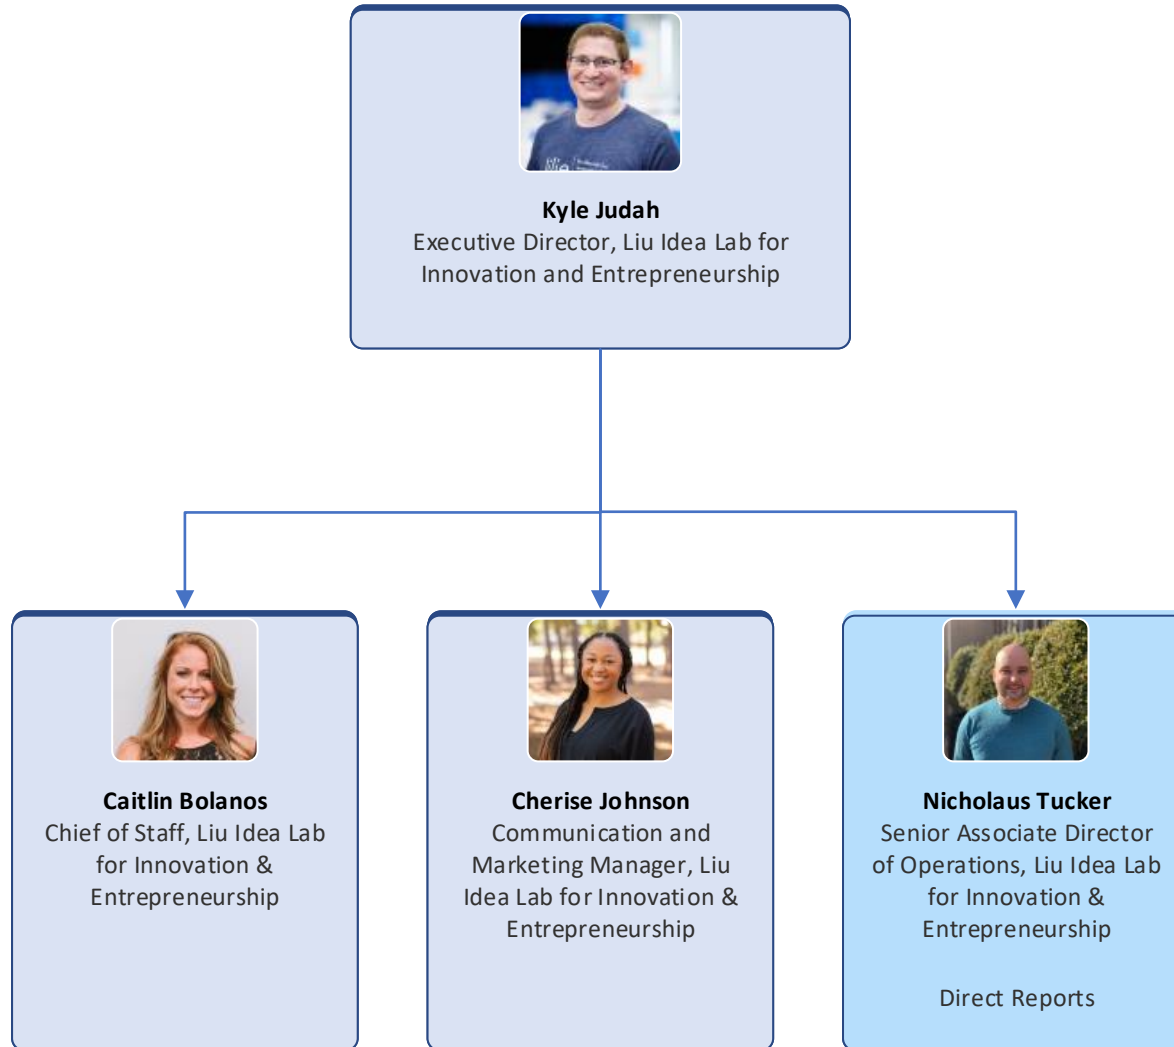 Kyle Judah
Executive Director, Liu Idea Lab for
Innovation and Entrepreneurship
Caitlin Bolanos
Chief of Staff, Liu Idea Lab
for Innovation &
Entrepreneurship
Cherise Johnson
Communication and
Marketing Manager, Liu
Idea Lab for Innovation &
Entrepreneurship
Nicholaus Tucker
Senior Associate Director
of Operations, Liu Idea Lab
for Innovation &
Entrepreneurship
Direct Reports